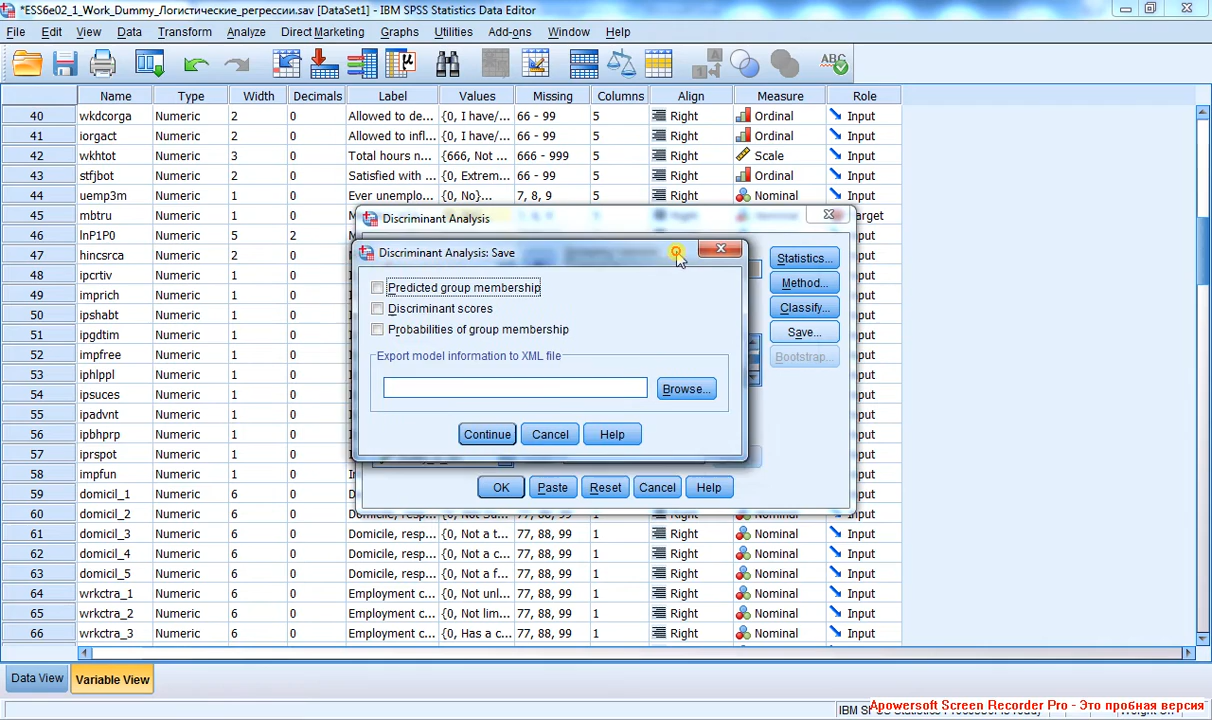 *ESS6e02_1_Work_Dummy_Логистические_регрессии.sav [DataSet1] - IBM SPSS Statistics Data Editor
File Edit View Data Transform Analyze Direct Marketing Graphs Utilities Add-ons Window Help
Name Type Width Decimals Label Values Missing Columns Align Measure Role
40 wkdcorga Numeric 2 0 Allowed to de... {0, I have/... 66 - 99 5 Right Ordinal Input
41 iorgact Numeric 2 0 Allowed to infl... {0, I have/... 66 - 99 5 Right Ordinal Input
42 wkhtot Numeric 3 0 Total hours n... {666, Not ... 666 - 999 5 Right Scale Input
43 stfjbot Numeric 2 0 Satisfied with ... {0, Extrem... 66 - 99 5 Right Ordinal Input
44 uemp3m Numeric 1 0 Ever unemplo... {0, No}... 7, 8, 9 1 Right Nominal Input
45 mbtru Numeric 1 0
46 lnP1P0 Numeric 5 2
47 hincsrca Numeric 2 0
48 ipcrtiv Numeric 1 0
49 imprich Numeric 1 0
50 ipshabt Numeric 1 0
51 ipgdtim Numeric 1 0
52 impfree Numeric 1 0
53 iphlppl Numeric 1 0
54 ipsuces Numeric 1 0
55 ipadvnt Numeric 1 0
56 ipbhprp Numeric 1 0
57 iprspot Numeric 1 0
58 impfun Numeric 1 0
59 domicil_1 Numeric 6 0
60 domicil_2 Numeric 6 0 Domicile, resp... {0, Not Su... 77, 88, 99 1 Right Nominal Input
61 domicil_3 Numeric 6 0 Domicile, resp... {0, Not a t... 77, 88, 99 1 Right Nominal Input
62 domicil_4 Numeric 6 0 Domicile, resp... {0, Not a c... 77, 88, 99 1 Right Nominal Input
63 domicil_5 Numeric 6 0 Domicile, resp... {0, Not a f... 77, 88, 99 1 Right Nominal Input
64 wrkctra_1 Numeric 6 0 Employment c... {0, Not unl... 77, 88, 99 1 Right Nominal Input
65 wrkctra_2 Numeric 6 0 Employment c... {0, Not lim... 77, 88, 99 1 Right Nominal Input
66 wrkctra_3 Numeric 6 0 Employment c... {0, Has a c... 77, 88, 99 1 Right Nominal Input
Discriminant Analysis
Statistics...
Method...
Classify...
Save...
Bootstrap...
OK Paste Reset Cancel Help
Discriminant Analysis: Save
Predicted group membership
Discriminant scores
Probabilities of group membership
Export model information to XML file
Browse...
Continue Cancel Help
Data View Variable View
Apowersoft Screen Recorder Pro - Это пробная версия